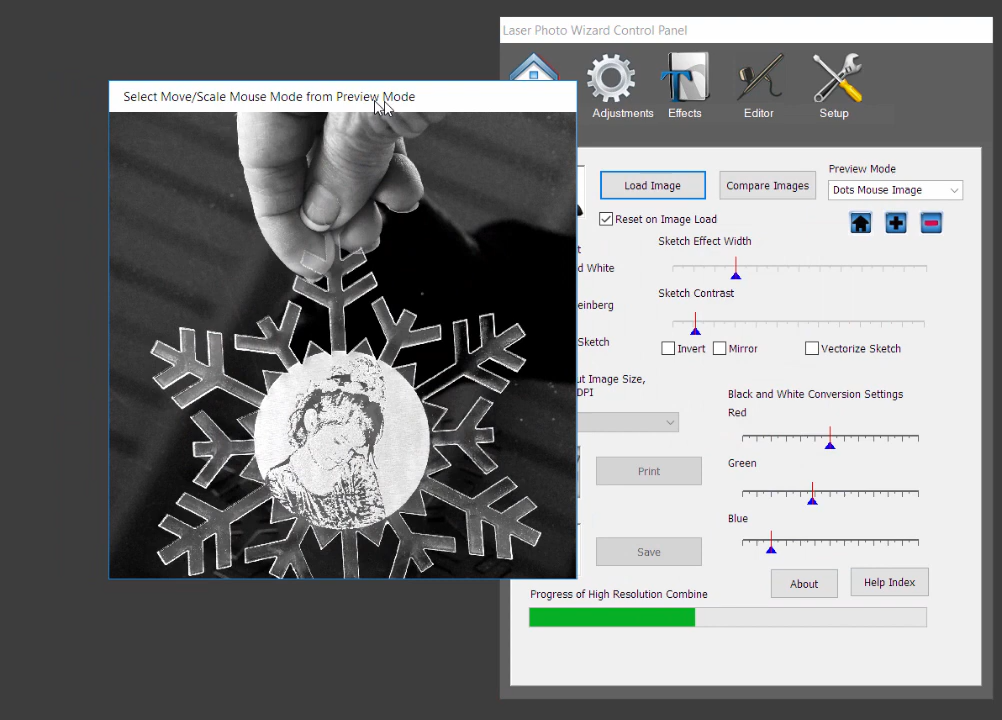 Laser Photo Wizard Control Panel
Select Move/Scale Mouse Mode from Preview Mode
Adjustments
Effects
Editor
Setup
Load Image
Compare Images
Preview Mode
Dots Mouse Image
Reset on Image Load
Sketch Effect Width
d White
Sketch Contrast
einberg
Sketch
Invert
Mirror
Vectorize Sketch
ut Image Size,
DPI
Black and White Conversion Settings
Red
Print
Green
Blue
Save
About
Help Index
Progress of High Resolution Combine